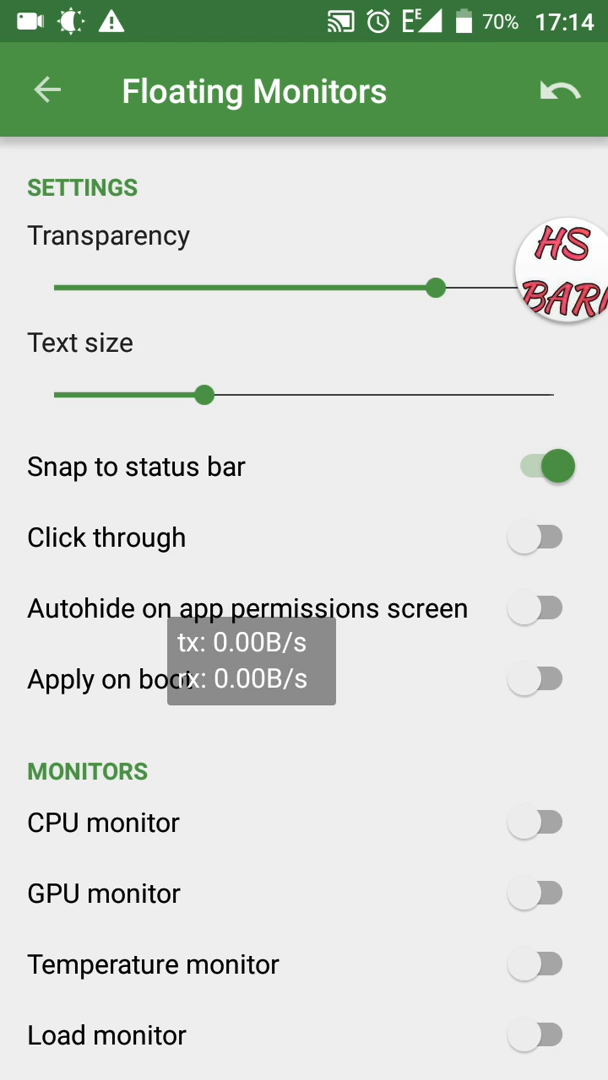 E E 70% 17:14
Floating Monitors
SETTINGS
Transparency
HS
BARI
Text size
Snap to status bar
Click through
Autohide on app permissions screen
tx: 0.00B/s
Apply on boot
rx: 0.00B/s
MONITORS
CPU monitor
GPU monitor
Temperature monitor
Load monitor